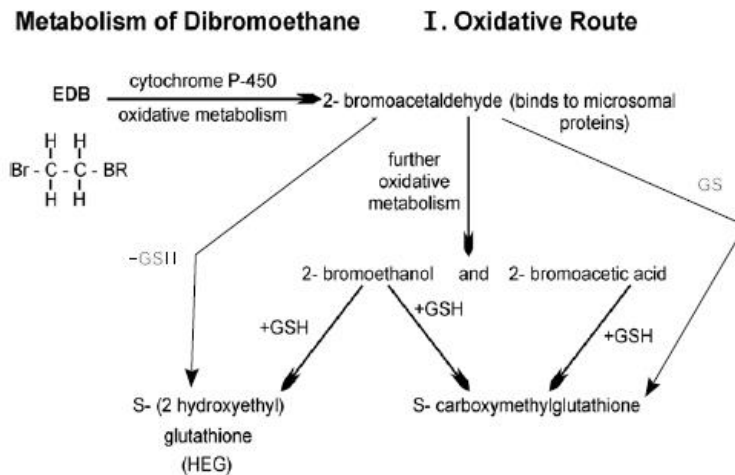 Metabolism of Dibromoethane I. Oxidative Route
EDB
cytochrome P-450
oxidative metabolism
2- bromoacetaldehyde (binds to microsomal
proteins)
H H
Br - C - C - BR
H H
further
oxidative
metabolism
GS
-GSII
2- bromoethanol and 2- bromoacetic acid
+GSH
+GSH
+GSH
S- (2 hydroxyethyl)
glutathione
(HEG)
S- carboxymethylglutathione